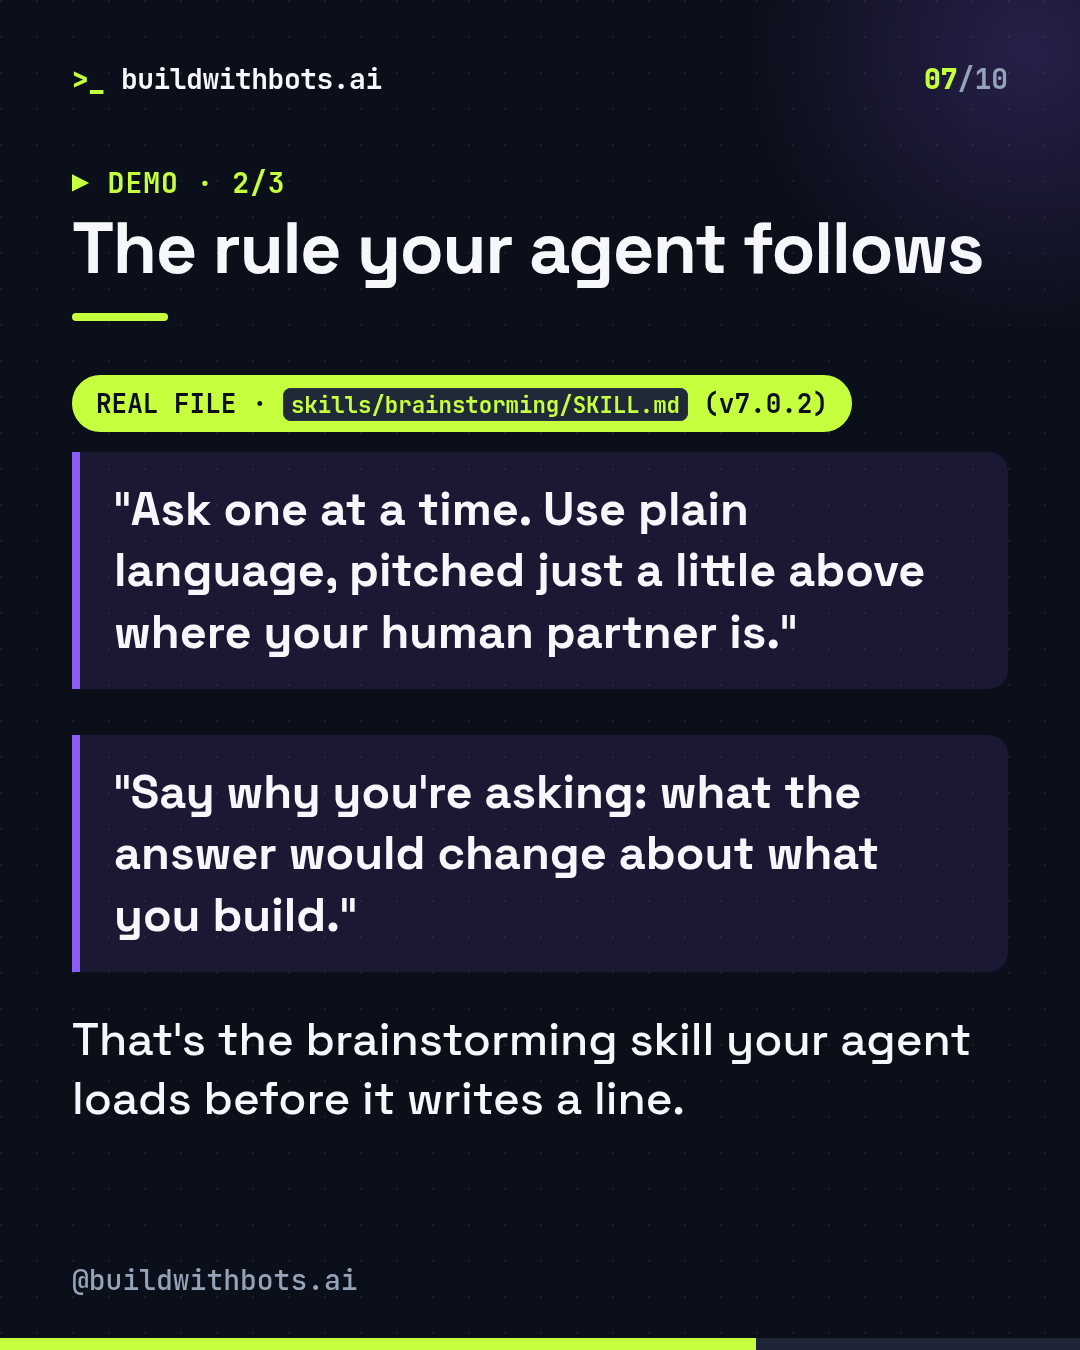 >_ buildwithbots.ai
07/10
▶ DEMO · 2/3
The rule your agent follows
REAL FILE · skills/brainstorming/SKILL.md (v7.0.2)
"Ask one at a time. Use plain
language, pitched just a little above
where your human partner is."
"Say why you're asking: what the
answer would change about what
you build."
That's the brainstorming skill your agent
loads before it writes a line.
@buildwithbots.ai